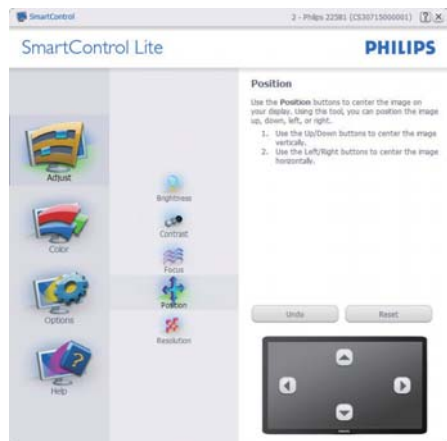 SmartControl
2 - Philips 225B1 (CS30715000001)
SmartControl Lite
PHILIPS
Adjust
Color
Options
Help
Brightness
Contrast
Focus
Position
Resolution
Position
Use the Position buttons to center the image on
your display. Using this tool, you can position the image
up, down, left, or right.
1. Use the Up/Down buttons to center the image
vertically.
2. Use the Left/Right buttons to center the image
horizontally.
Undo
Reset